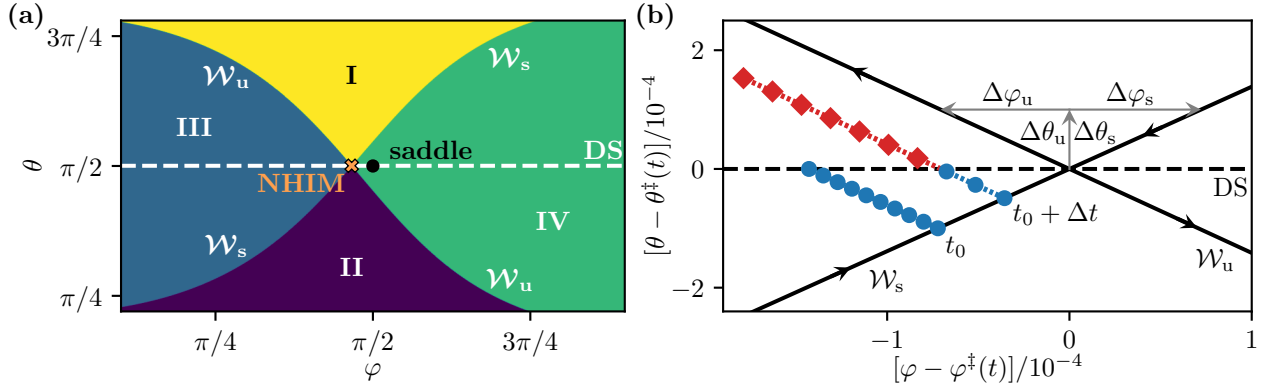 (a)
3π/4
π/2
π/4
θ
π/4
π/2
3π/4
φ
I
II
III
IV
𝒲u
𝒲s
𝒲s
𝒲u
saddle
DS
NHIM
(b)
2
0
−2
[θ − θ‡(t)]/10⁻⁴
−1
0
1
[φ − φ‡(t)]/10⁻⁴
Δφu
Δφs
Δθu
Δθs
DS
t₀ + Δt
t₀
𝒲s
𝒲u